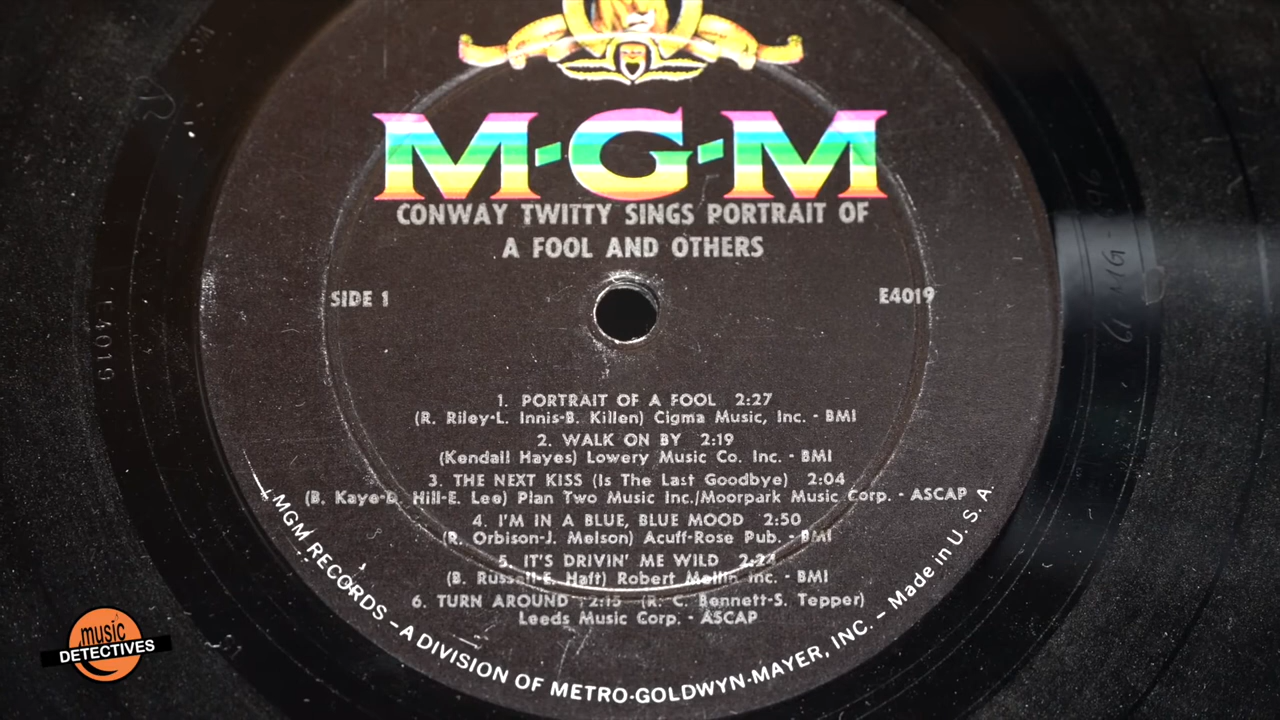 M-G-M
CONWAY TWITTY SINGS PORTRAIT OF
A FOOL AND OTHERS
SIDE 1
E4019
E4019
1. PORTRAIT OF A FOOL 2:27
(R. Riley-L. Innis-B. Killen) Cigma Music, Inc. - BMI
2. WALK ON BY 2:19
(Kendall Hayes) Lowery Music Co. Inc. - BMI
3. THE NEXT KISS (Is The Last Goodbye) 2:04
(B. Kaye-D. Hill-E. Lee) Plan Two Music Inc./Moorpark Music Corp. - ASCAP
4. I'M IN A BLUE, BLUE MOOD 2:50
(R. Orbison-J. Melson) Acuff-Rose Pub. - BMI
5. IT'S DRIVIN' ME WILD
(B. Russell-E. Haft) Robert Mellin Inc. - BMI
6. TURN AROUND 2:15 (R. C. Bennett-S. Tepper)
Leeds Music Corp. - ASCAP
MGM RECORDS – A DIVISION OF METRO-GOLDWYN-MAYER, INC. – Made in U. S. A.
music
DETECTIVES